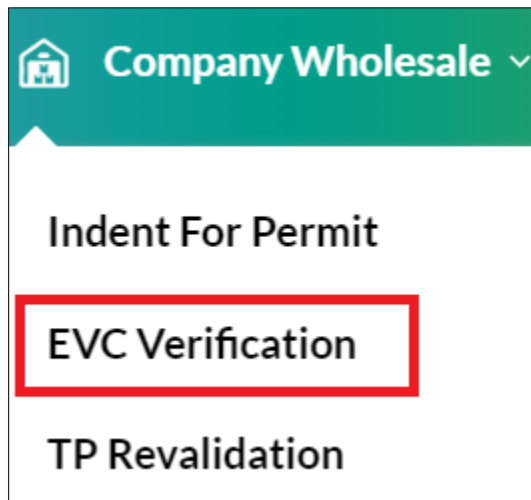 Company Wholesale
Indent For Permit
EVC Verification
TP Revalidation